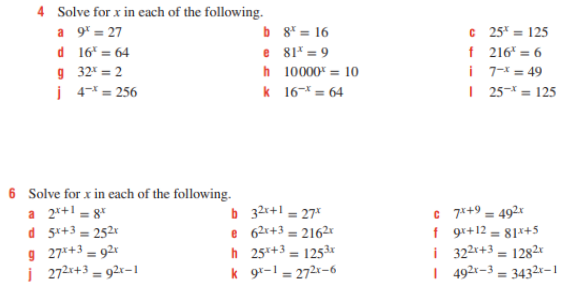 4 Solve for x in each of the following.
a 9ˣ = 27 b 8ˣ = 16 c 25ˣ = 125
d 16ˣ = 64 e 81ˣ = 9 f 216ˣ = 6
g 32ˣ = 2 h 10000ˣ = 10 i 7⁻ˣ = 49
j 4⁻ˣ = 256 k 16⁻ˣ = 64 l 25⁻ˣ = 125
6 Solve for x in each of the following.
a 2ˣ⁺¹ = 8ˣ b 3²ˣ⁺¹ = 27ˣ c 7ˣ⁺⁹ = 49²ˣ
d 5ˣ⁺³ = 25²ˣ e 6²ˣ⁺³ = 216²ˣ f 9ˣ⁺¹² = 81ˣ⁺⁵
g 27ˣ⁺³ = 9²ˣ h 25ˣ⁺³ = 125³ˣ i 32²ˣ⁺³ = 128²ˣ
j 27²ˣ⁺³ = 9²ˣ⁻¹ k 9ˣ⁻¹ = 27²ˣ⁻⁶ l 49²ˣ⁻³ = 343²ˣ⁻¹